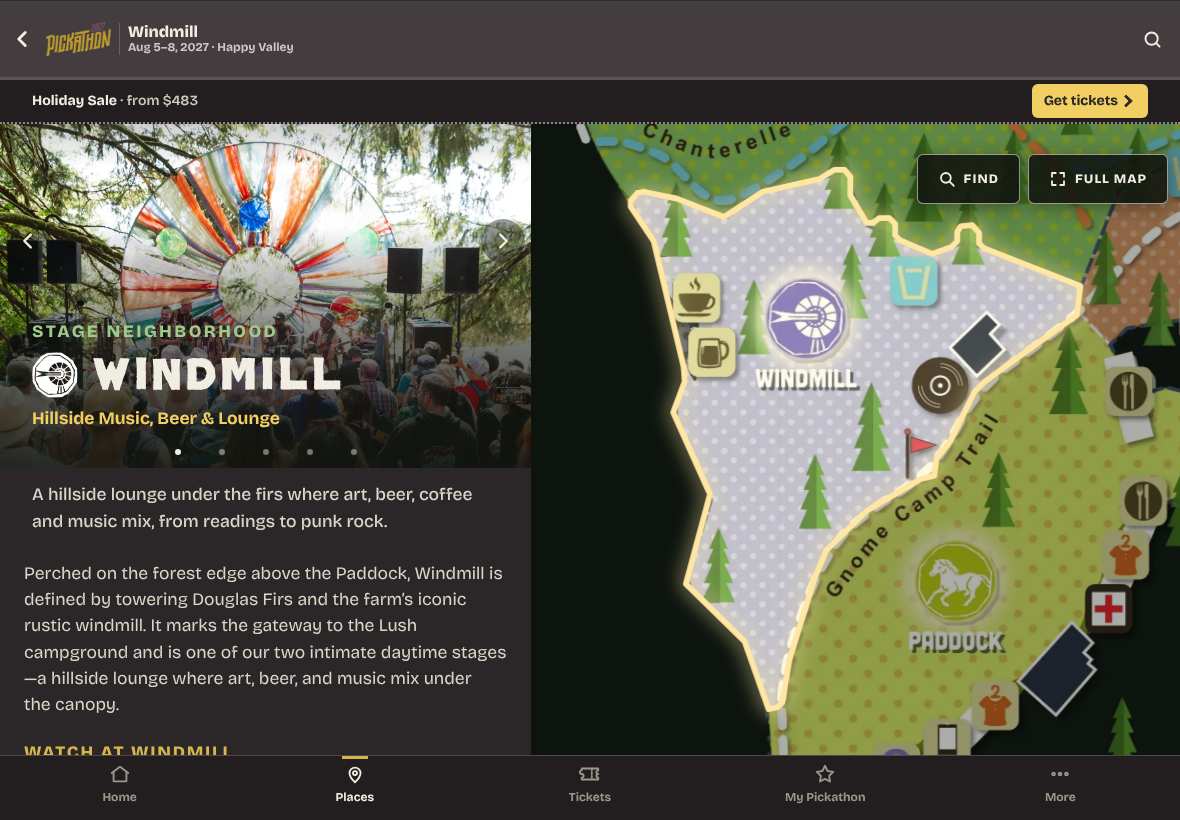 PICKATHON
Windmill
Aug 5–8, 2027 · Happy Valley
Holiday Sale · from $483
Get tickets
STAGE NEIGHBORHOOD
WINDMILL
Hillside Music, Beer & Lounge
A hillside lounge under the firs where art, beer, coffee
and music mix, from readings to punk rock.
Perched on the forest edge above the Paddock, Windmill is
defined by towering Douglas Firs and the farm's iconic
rustic windmill. It marks the gateway to the Lush
campground and is one of our two intimate daytime stages
—a hillside lounge where art, beer, and music mix under
the canopy.
WATCH AT WINDMILL
Chanterelle
FIND
FULL MAP
WINDMILL
Gnome Camp Trail
PADDOCK
2
2
Home
Places
Tickets
My Pickathon
More